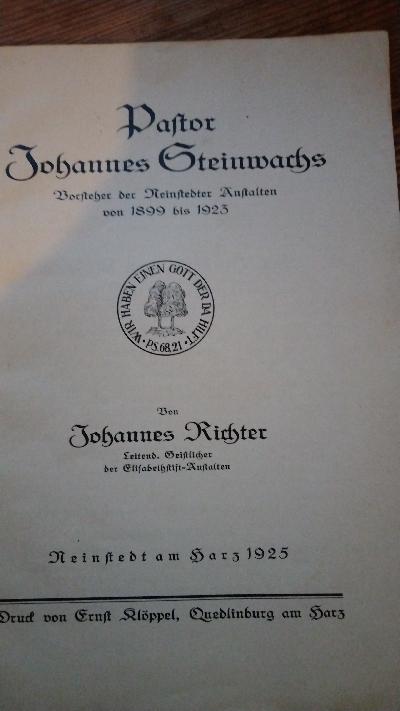 Pastor
Johannes Steinwachs
Vorsteher der Neinstedter Anstalten
von 1899 bis 1923
WIR HABEN EINEN GOTT DER DA HILFT · PS. 68,21 ·
Von
Johannes Richter
Leitend. Geistlicher
der Elisabethstift-Anstalten
Neinstedt am Harz 1925
Druck von Ernst Klöppel, Quedlinburg am Harz